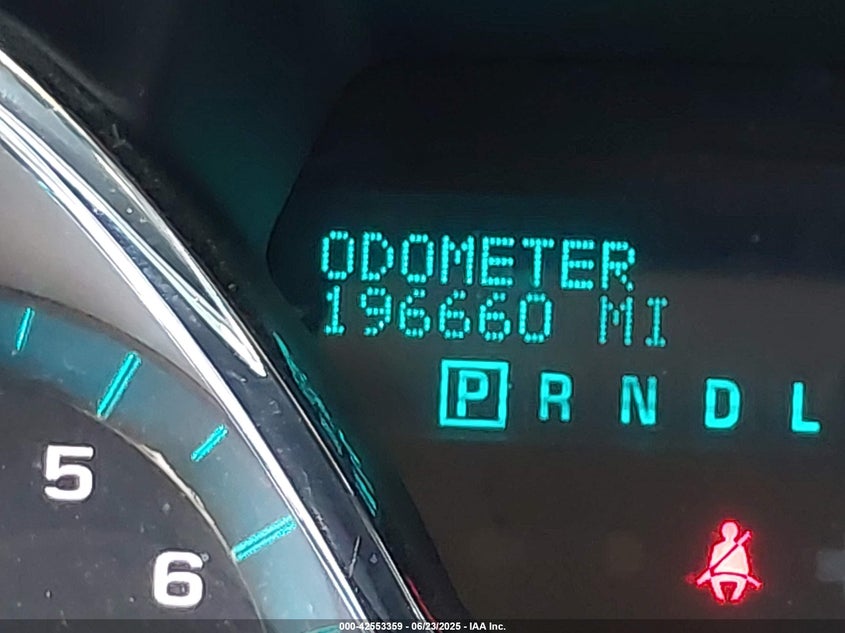 ODOMETER
196660 MI
P R N D L
5
6
000-42553359 - 06/23/2025 - IAA Inc.